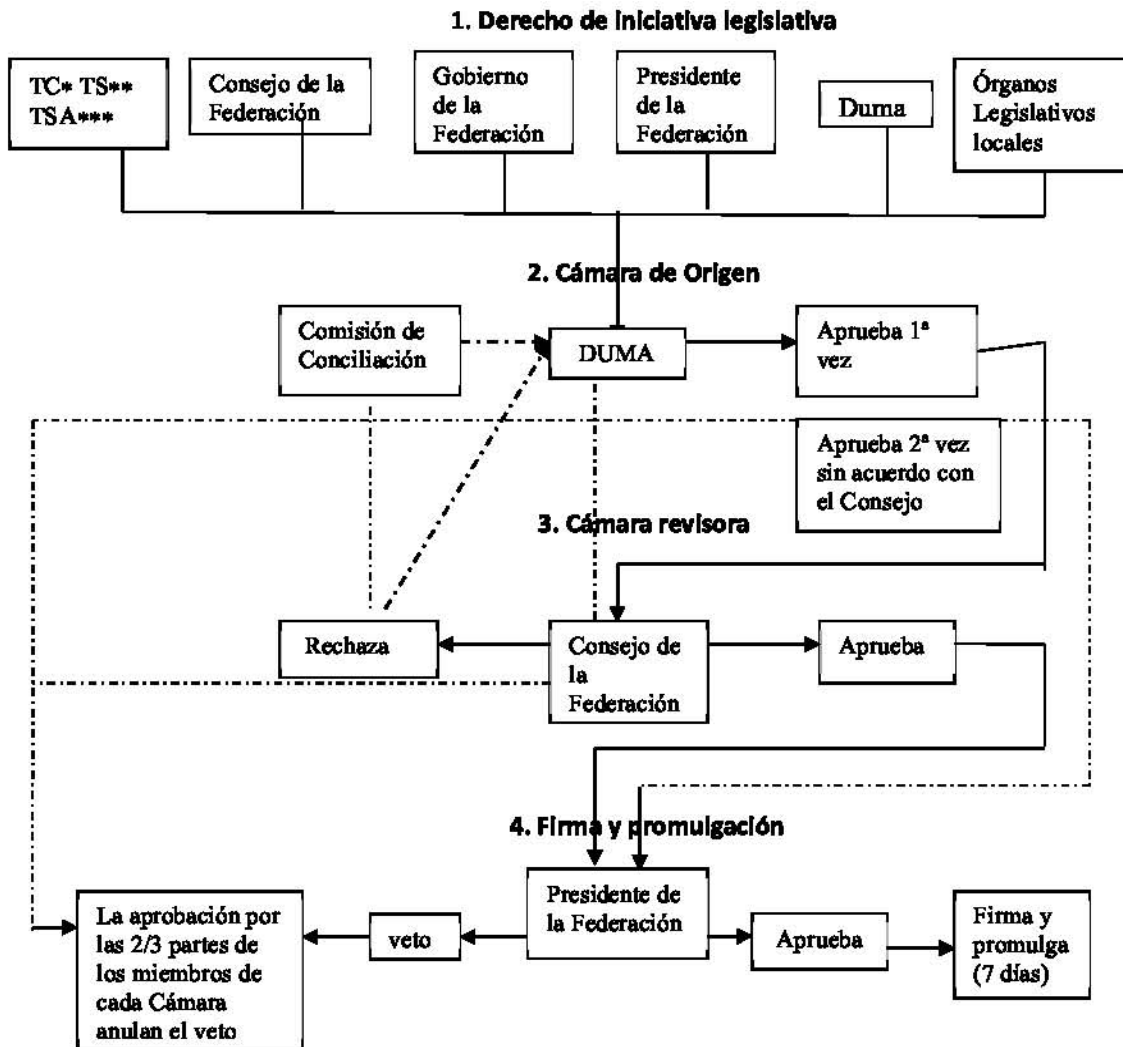 1. Derecho de iniciativa legislativa
TC* TS**
TSA***
Consejo de la
Federación
Gobierno
de la
Federación
Presidente
de la
Federación
Duma
Órganos
Legislativos
locales
2. Cámara de Origen
Comisión de
Conciliación
DUMA
Aprueba 1ª
vez
Aprueba 2ª vez
sin acuerdo con
el Consejo
3. Cámara revisora
Rechaza
Consejo de
la
Federación
Aprueba
4. Firma y promulgación
La aprobación por
las 2/3 partes de
los miembros de
cada Cámara
anulan el veto
veto
Presidente de
la Federación
Aprueba
Firma y
promulga
(7 días)